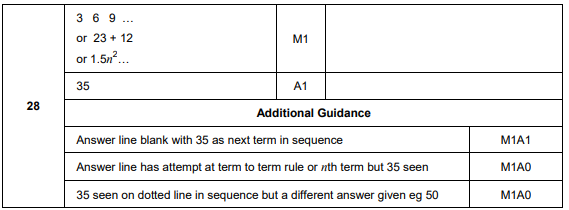 3 6 9 ...
or 23 + 12
or 1.5n²...
M1
35
A1
28
Additional Guidance
Answer line blank with 35 as next term in sequence
M1A1
Answer line has attempt at term to term rule or nth term but 35 seen
M1A0
35 seen on dotted line in sequence but a different answer given eg 50
M1A0